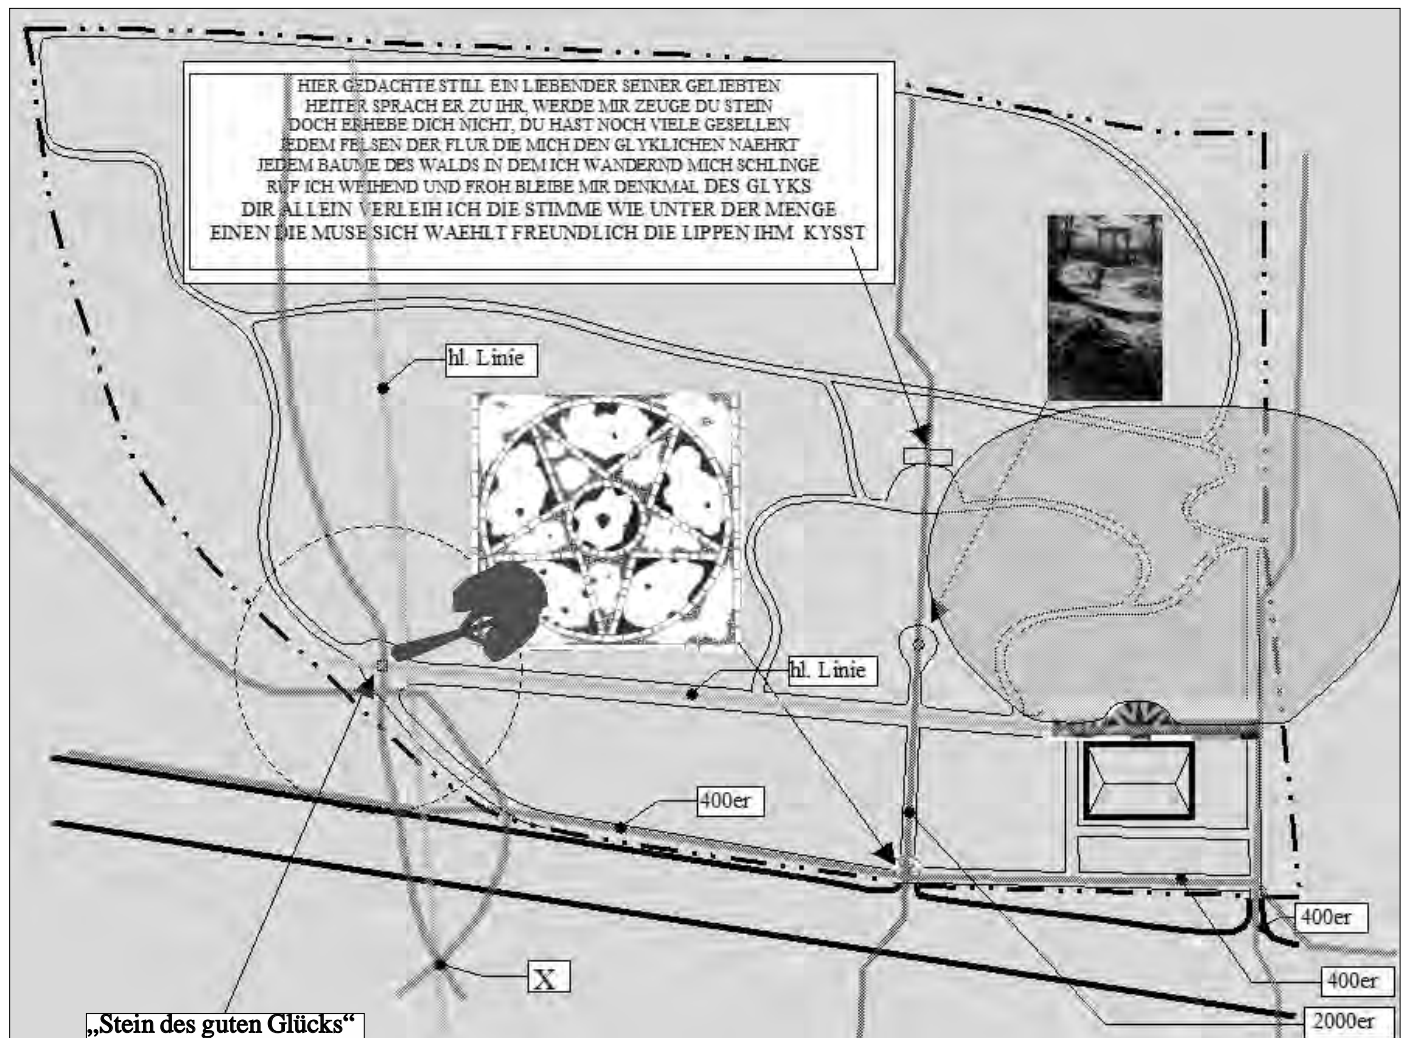 HIER GEDACHTE STILL EIN LIEBENDER SEINER GELIEBTEN
HEITER SPRACH ER ZU IHR, WERDE MIR ZEUGE DU STEIN
DOCH ERHEBE DICH NICHT, DU HAST NOCH VIELE GESELLEN
JEDEM FELSEN DER FLUR DIE MICH DEN GLYKLICHEN NAEHRT
JEDEM BAUME DES WALDS IN DEM ICH WANDERND MICH SCHLINGE
RUF ICH WEIHEND UND FROH BLEIBE MIR DENKMAL DES GLYKS
DIR ALLEIN VERLEIH ICH DIE STIMME WIE UNTER DER MENGE
EINEN DIE MUSE SICH WAEHLT FREUNDLICH DIE LIPPEN IHM KYSST
hl. Linie
hl. Linie
400er
400er
X
400er
2000er
„Stein des guten Glücks“